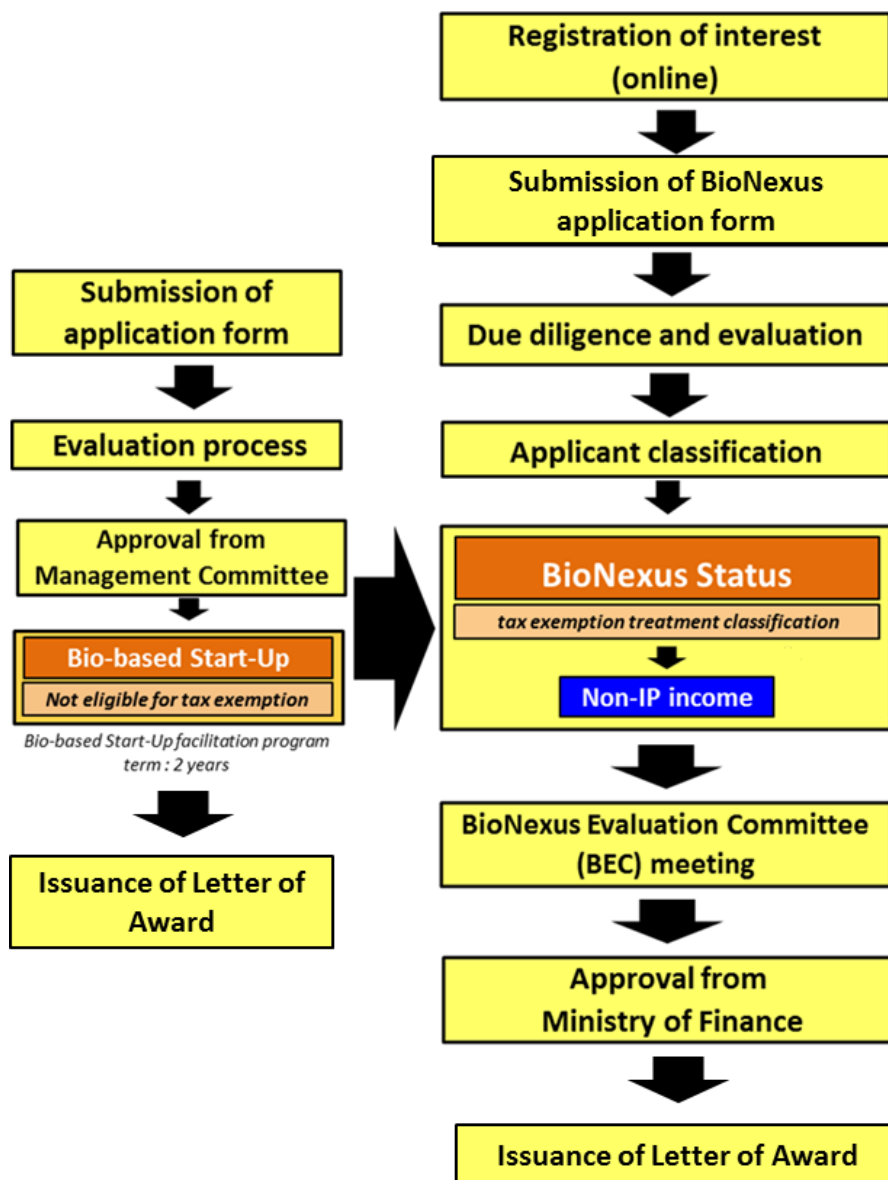 Submission of
application form
Evaluation process
Approval from
Management Committee
Bio-based Start-Up
Not eligible for tax exemption
Bio-based Start-Up facilitation program
term : 2 years
Issuance of Letter of
Award
Registration of interest
(online)
Submission of BioNexus
application form
Due diligence and evaluation
Applicant classification
BioNexus Status
tax exemption treatment classification
Non-IP income
BioNexus Evaluation Committee
(BEC) meeting
Approval from
Ministry of Finance
Issuance of Letter of Award